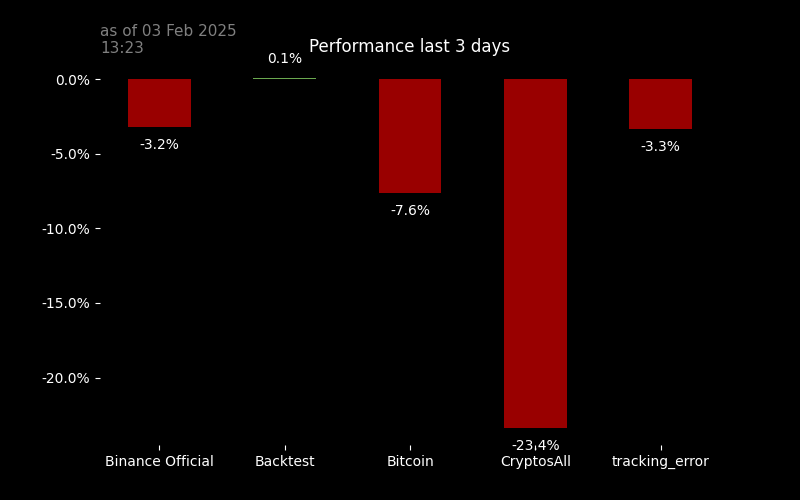 as of 03 Feb 2025
13:23
Performance last 3 days
0.1%
0.0%
-3.2%
-3.3%
-5.0%
-7.6%
-10.0%
-15.0%
-20.0%
-23.4%
Binance Official
Backtest
Bitcoin
CryptosAll
tracking_error